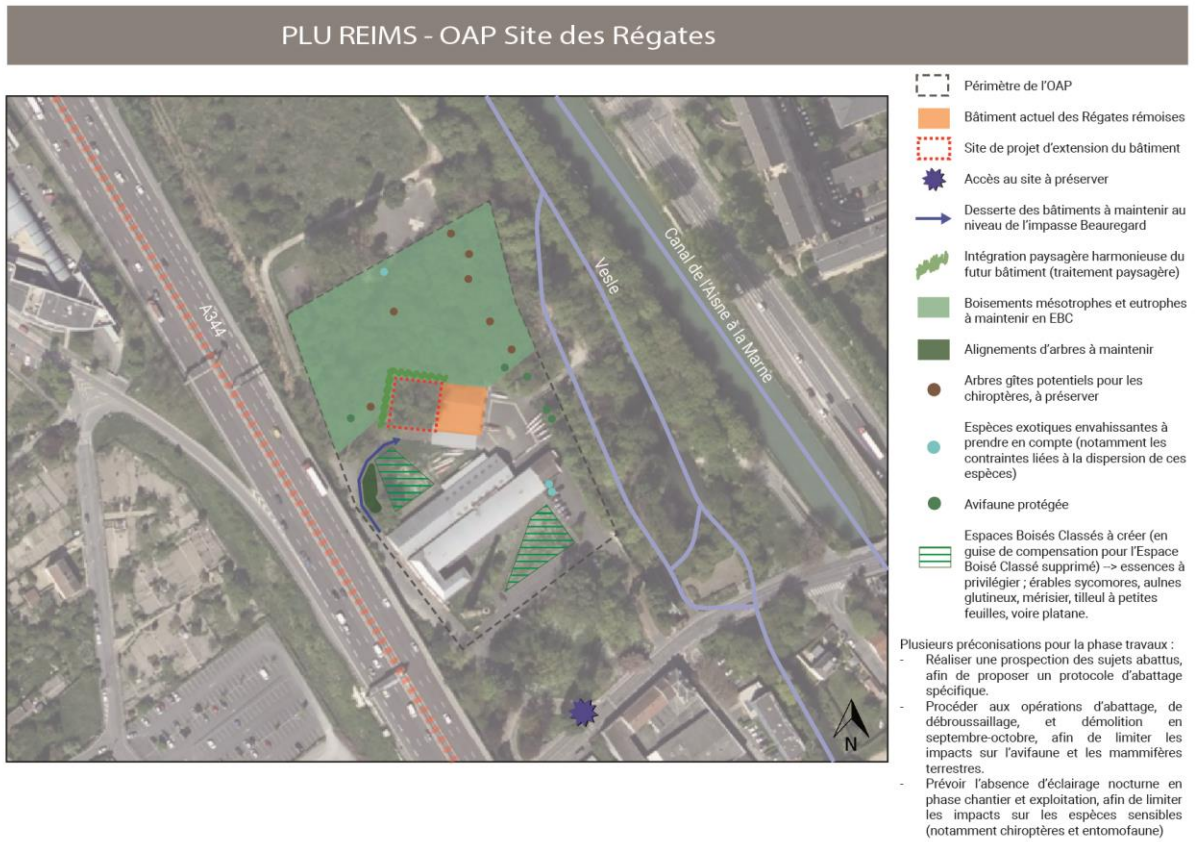 PLU REIMS - OAP Site des Régates
A344
Vesle
Canal de l'Aisne à la Marne
N
Périmètre de l'OAP
Bâtiment actuel des Régates rémoises
Site de projet d'extension du bâtiment
Accès au site à préserver
Desserte des bâtiments à maintenir au
niveau de l'impasse Beauregard
Intégration paysagère harmonieuse du
futur bâtiment (traitement paysagère)
Boisements mésotrophes et eutrophes
à maintenir en EBC
Alignements d'arbres à maintenir
Arbres gîtes potentiels pour les
chiroptères, à préserver
Espèces exotiques envahissantes à
prendre en compte (notamment les
contraintes liées à la dispersion de ces
espèces)
Avifaune protégée
Espaces Boisés Classés à créer (en
guise de compensation pour l'Espace
Boisé Classé supprimé) --> essences à
privilégier ; érables sycomores, aulnes
glutineux, mérisier, tilleul à petites
feuilles, voire platane.
Plusieurs préconisations pour la phase travaux :
- Réaliser une prospection des sujets abattus,
afin de proposer un protocole d'abattage
spécifique.
- Procéder aux opérations d'abattage, de
débroussaillage, et démolition en
septembre-octobre, afin de limiter les
impacts sur l'avifaune et les mammifères
terrestres.
- Prévoir l'absence d'éclairage nocturne en
phase chantier et exploitation, afin de limiter
les impacts sur les espèces sensibles
(notamment chiroptères et entomofaune)